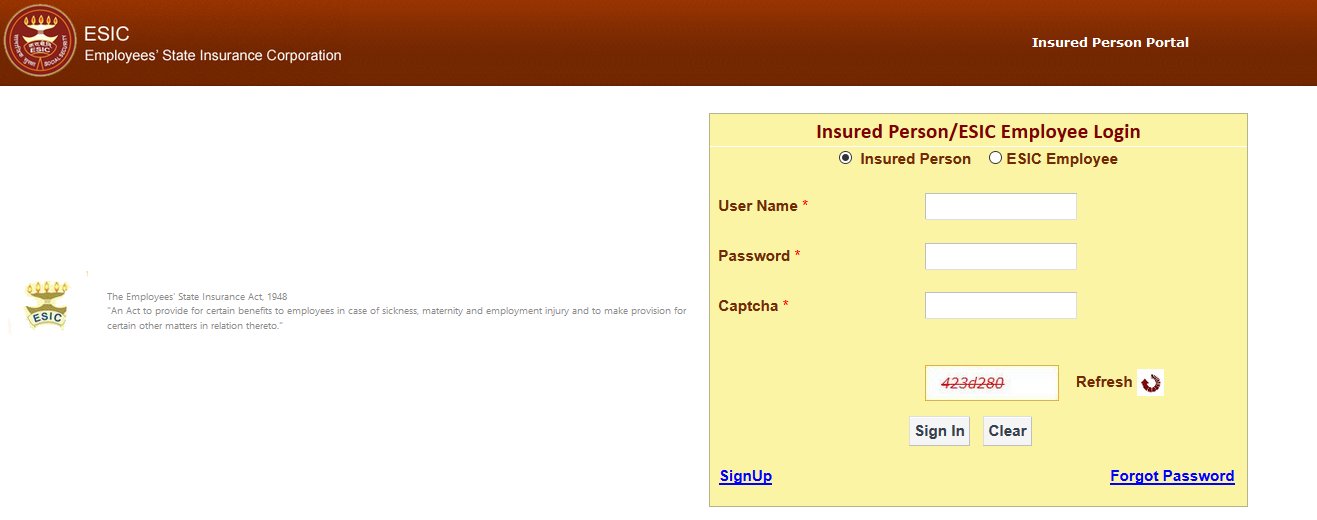 ESIC
Employees' State Insurance Corporation
Insured Person Portal
Insured Person/ESIC Employee Login
Insured Person ESIC Employee
User Name *
Password *
Captcha *
423d280
Refresh
Sign In Clear
SignUp Forgot Password
ESIC
The Employees' State Insurance Act, 1948
"An Act to provide for certain benefits to employees in case of sickness, maternity and employment injury and to make provision for
certain other matters in relation thereto."